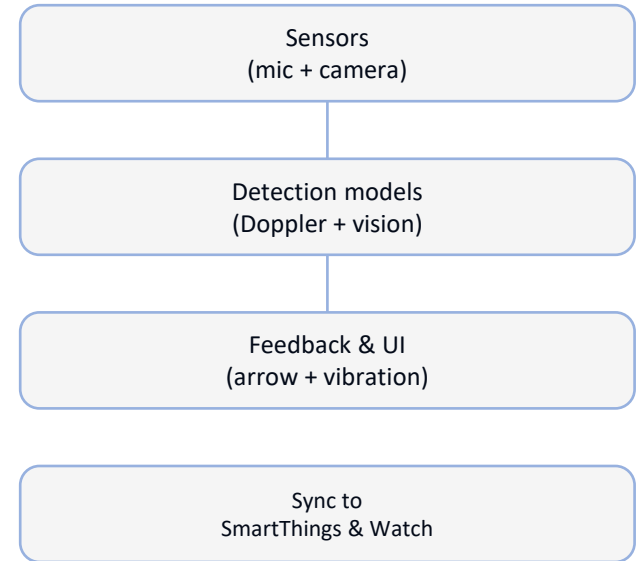 Sensors
(mic + camera)
Detection models
(Doppler + vision)
Feedback & UI
(arrow + vibration)
Sync to
SmartThings & Watch